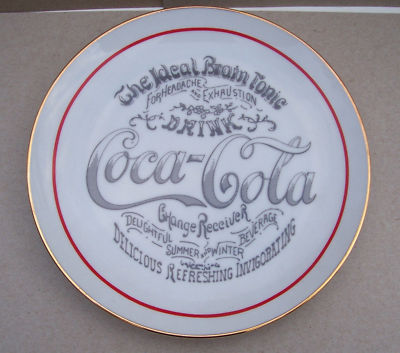 The Ideal Brain Tonic
FOR HEADACHE AND EXHAUSTION
DRINK
Coca-Cola
Change Receiver
DELIGHTFUL BEVERAGE
SUMMER AND WINTER
DELICIOUS REFRESHING INVIGORATING